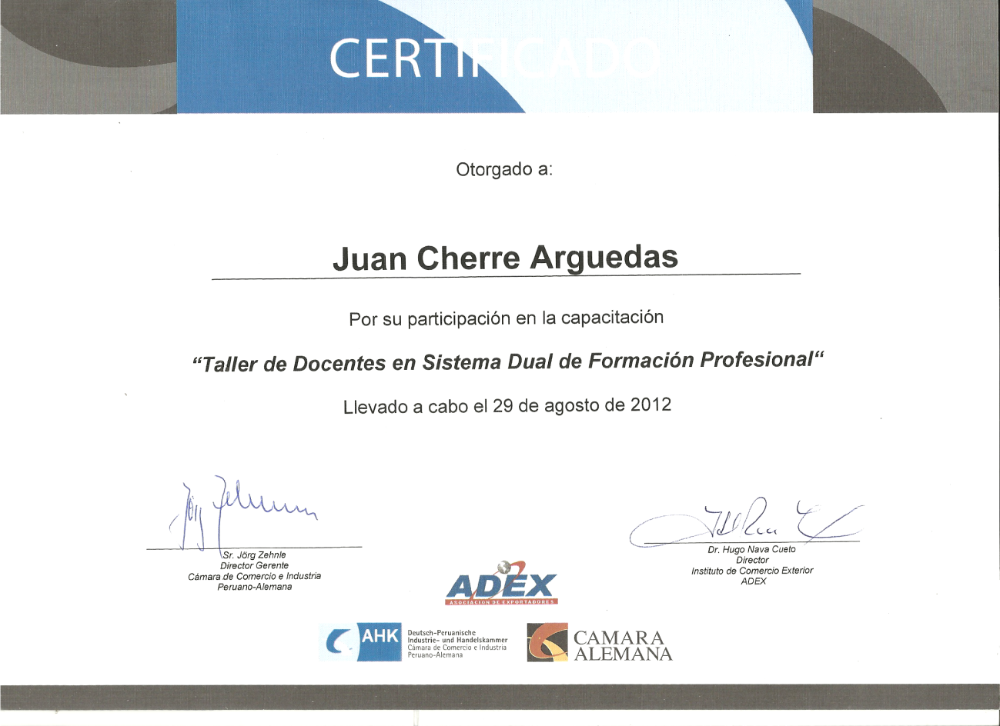 CERTIFICADO
Otorgado a:
Juan Cherre Arguedas
Por su participación en la capacitación
“Taller de Docentes en Sistema Dual de Formación Profesional“
Llevado a cabo el 29 de agosto de 2012
Sr. Jörg Zehnle
Director Gerente
Cámara de Comercio e Industria
Peruano-Alemana
Dr. Hugo Nava Cueto
Director
Instituto de Comercio Exterior
ADEX
ADEX
ASOCIACION DE EXPORTADORES
AHK
Deutsch-Peruanische
Industrie- und Handelskammer
Cámara de Comercio e Industria
Peruano-Alemana
CAMARA
ALEMANA